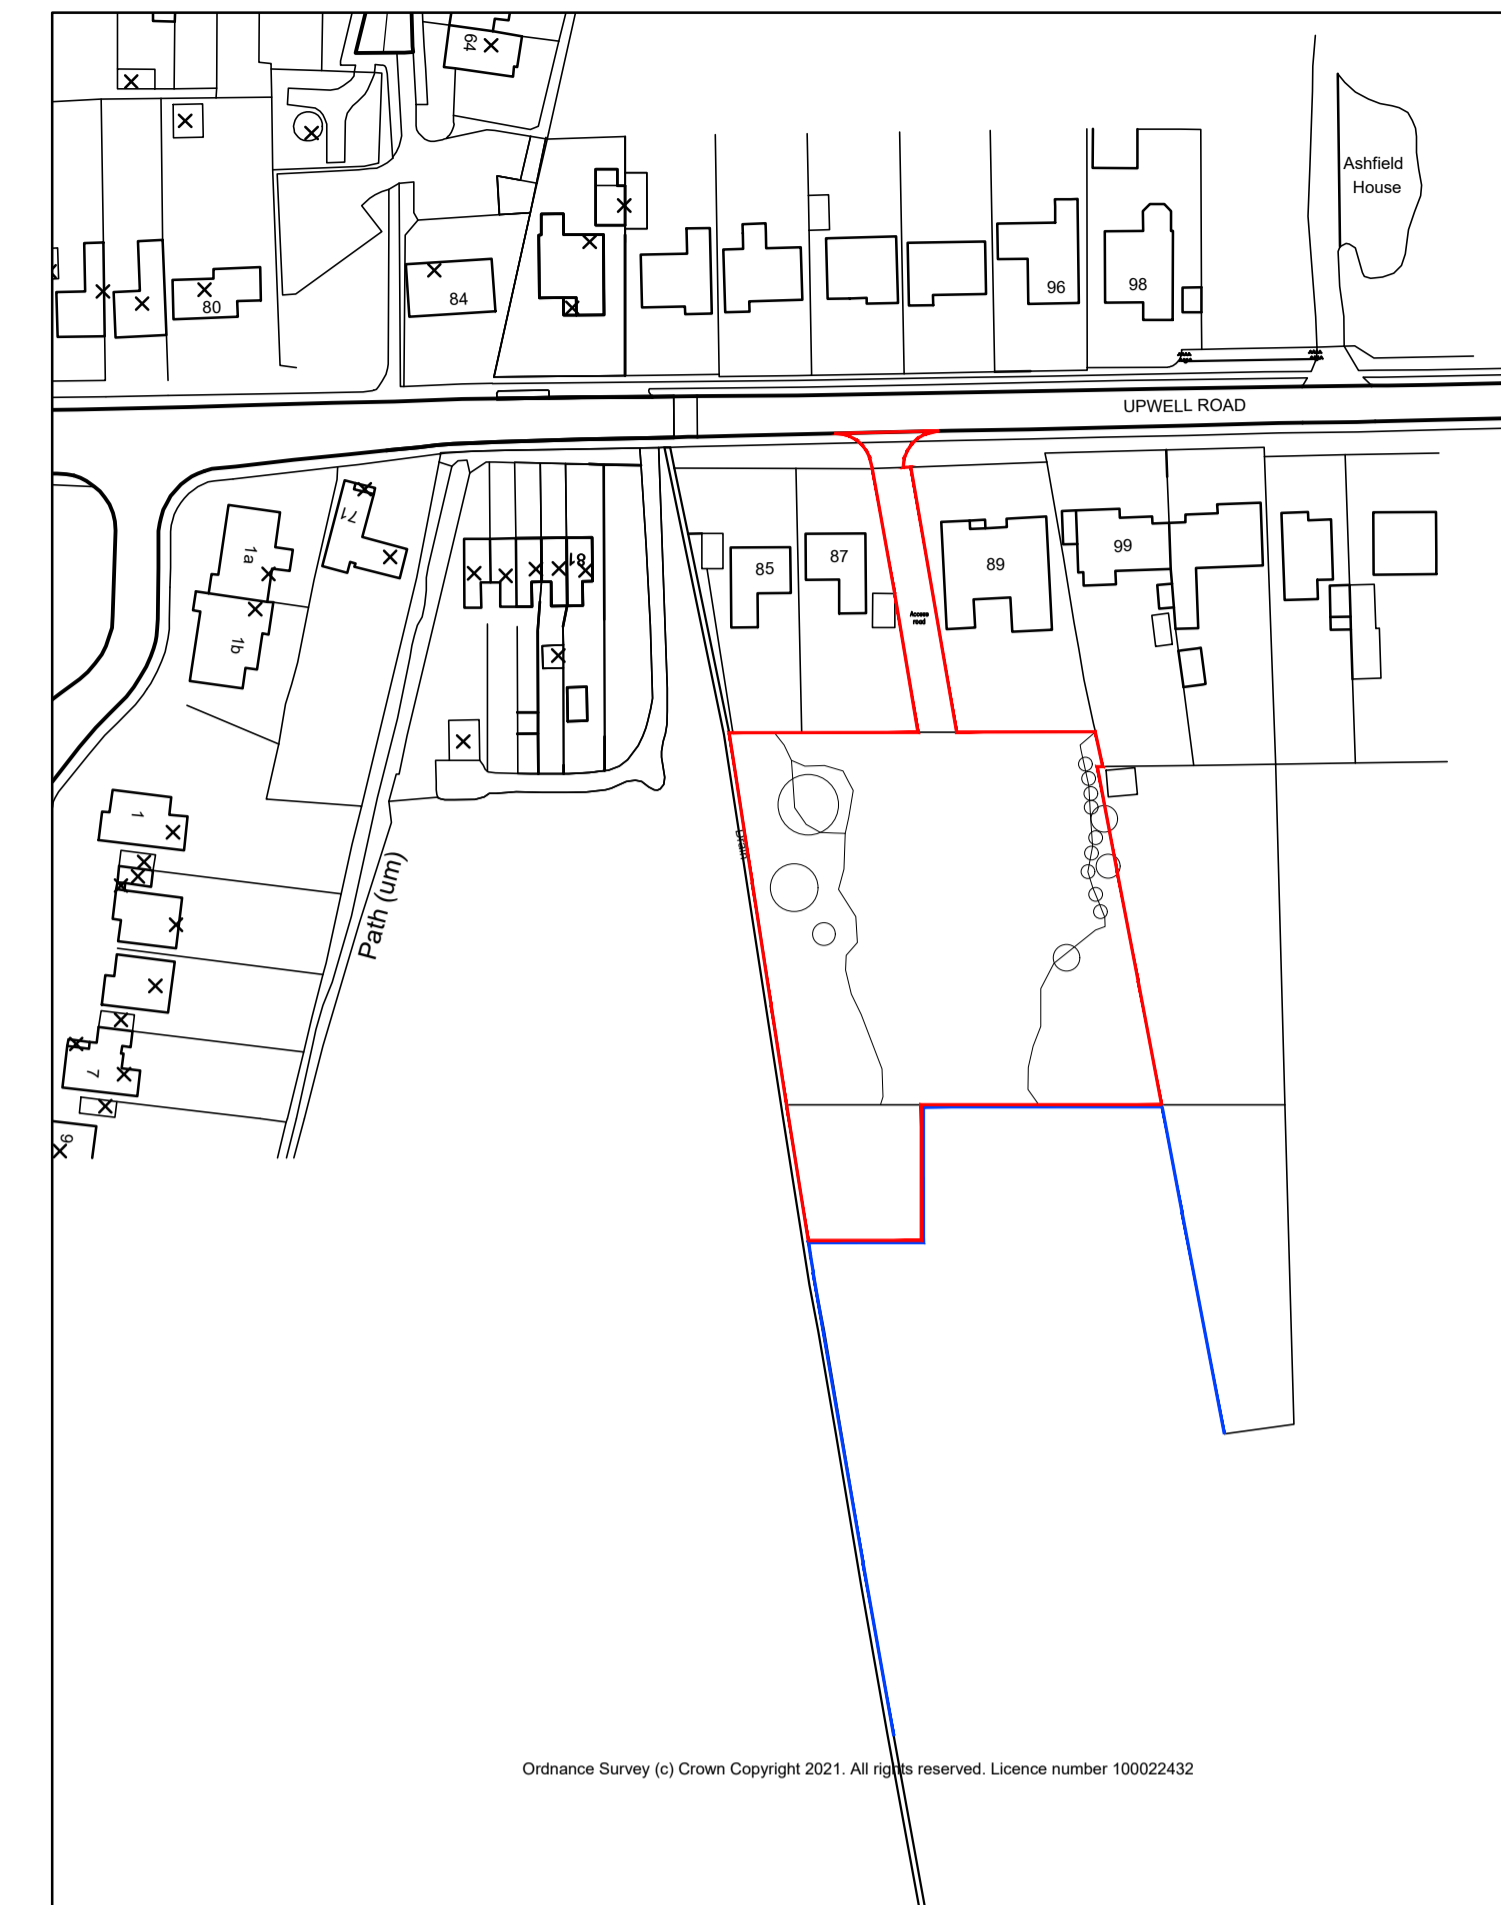 64
Ashfield
House
80
84
96
98
UPWELL ROAD
71
1a
1b
81
85
87
89
99
Access
road
1
Drain
Path (um)
7
9
Ordnance Survey (c) Crown Copyright 2021. All rights reserved. Licence number 100022432